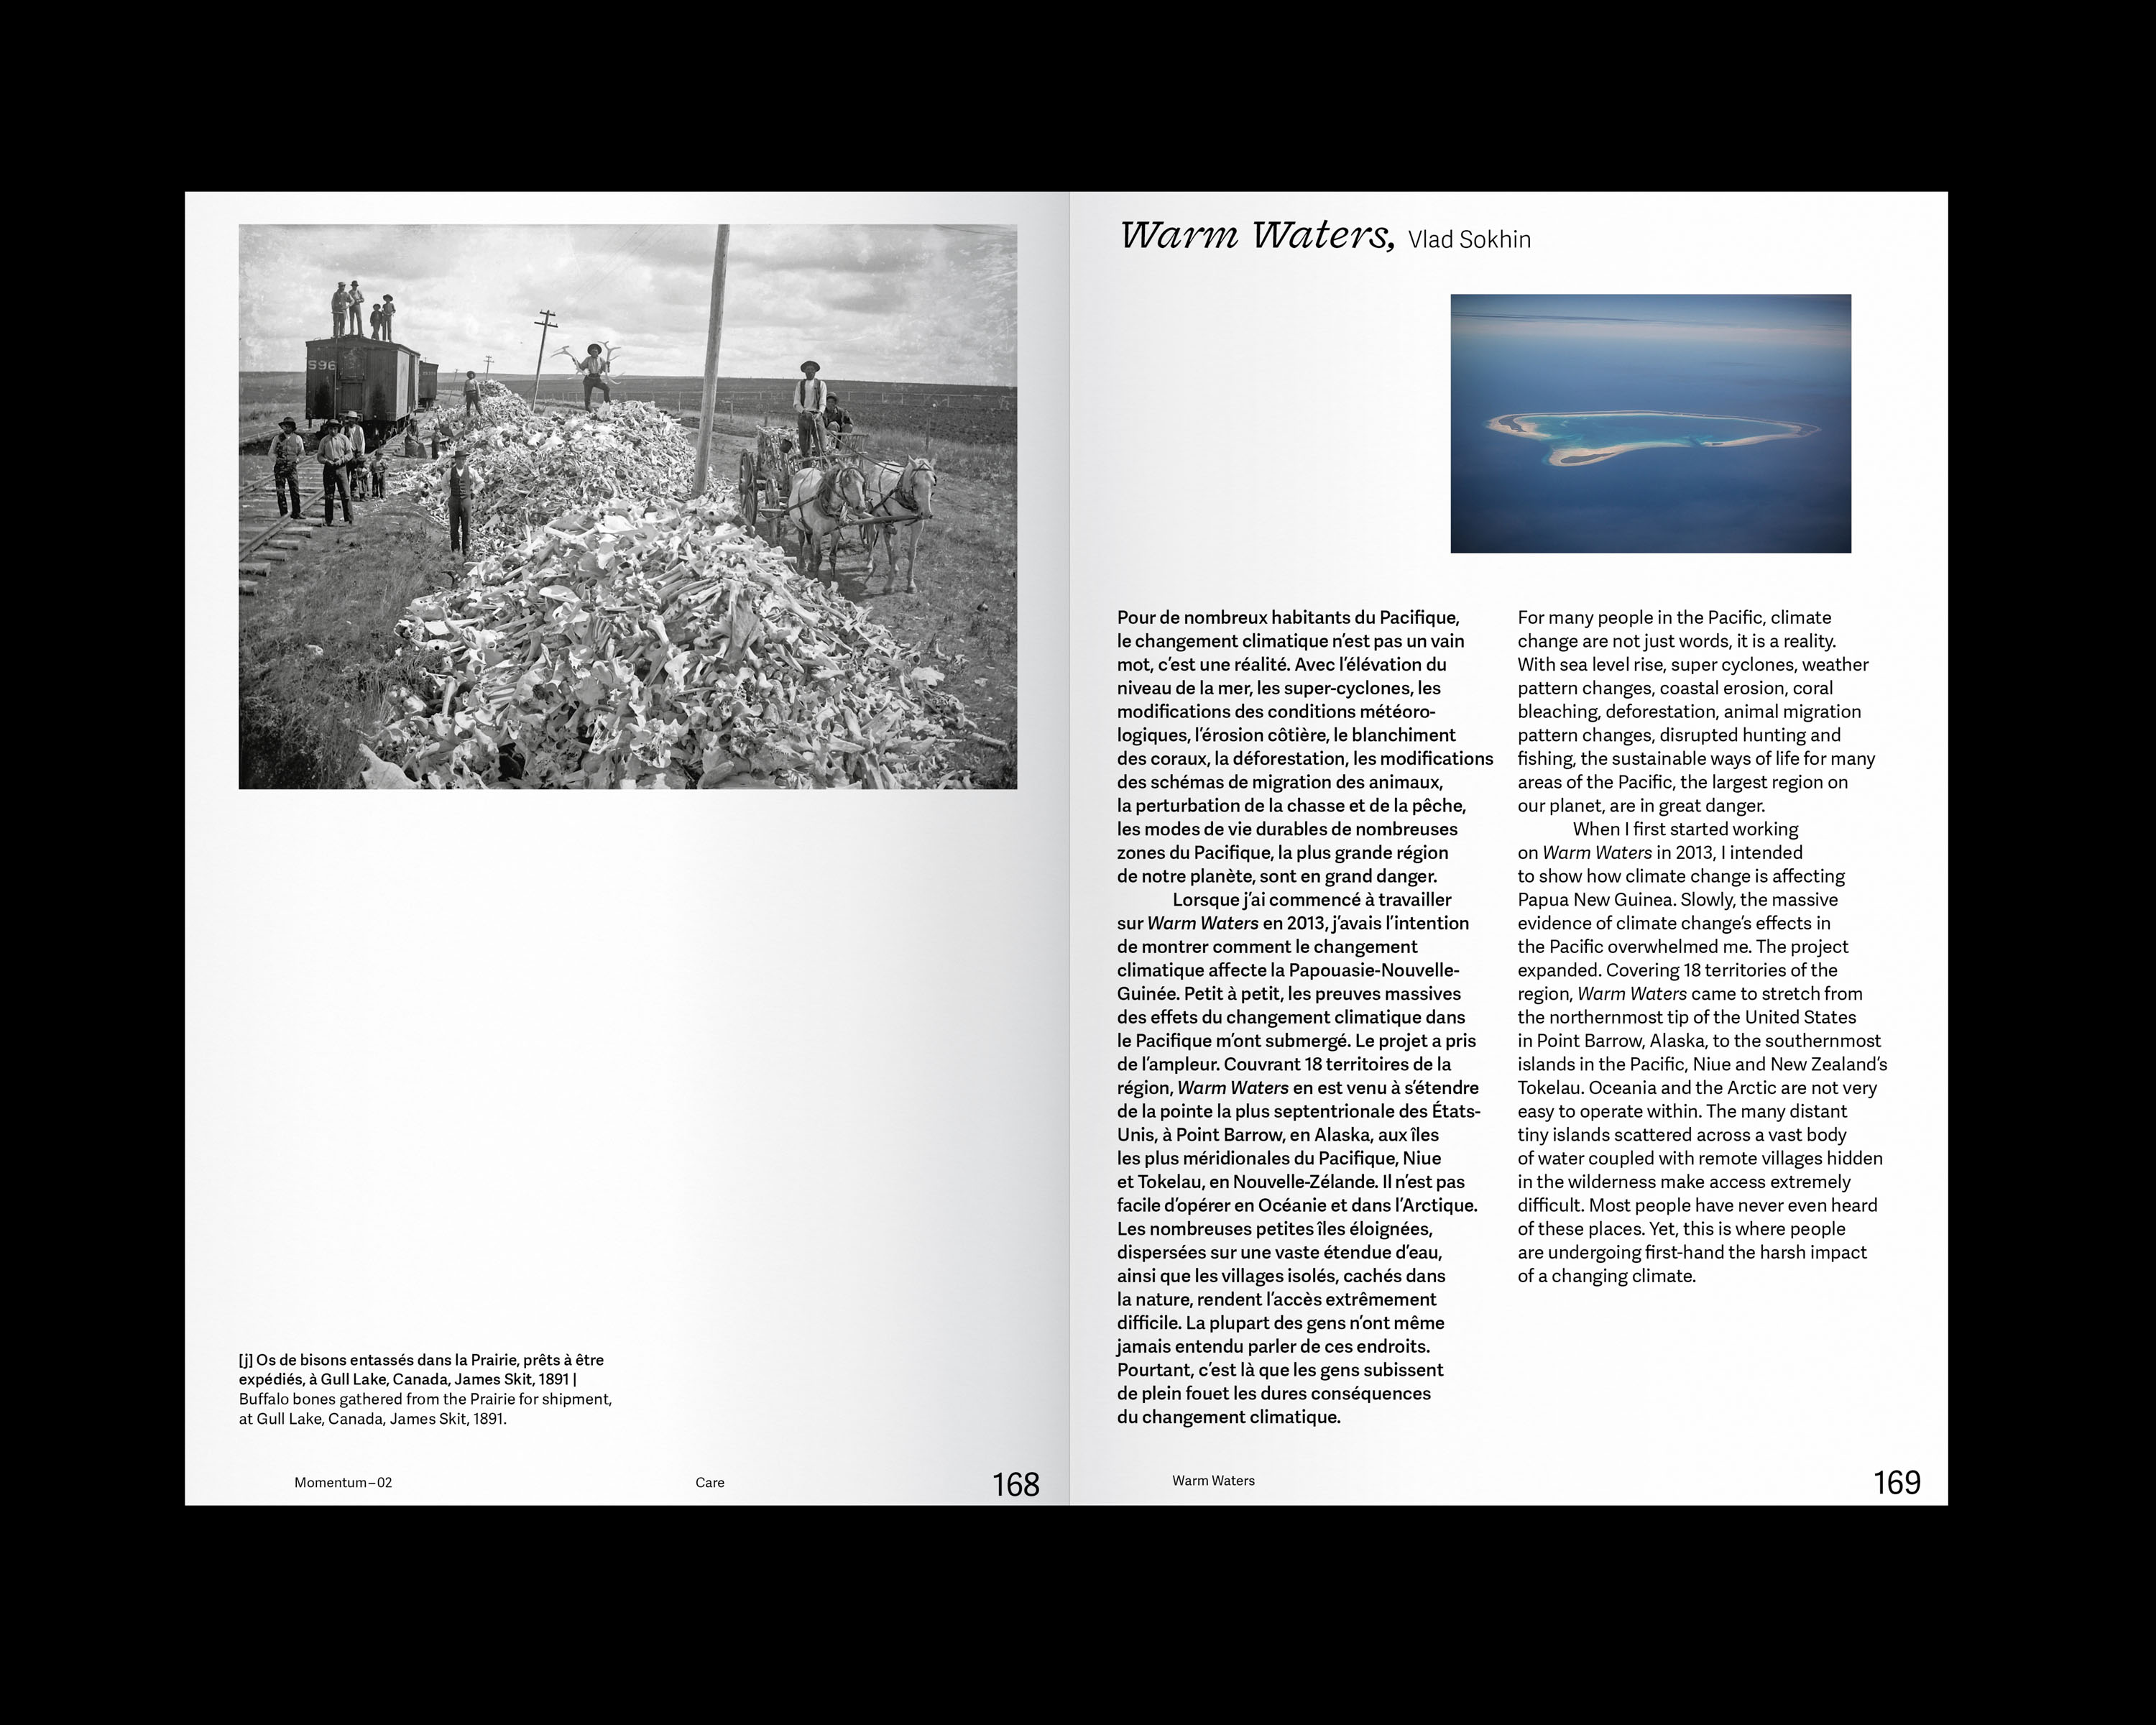 596
[j] Os de bisons entassés dans la Prairie, prêts à être
expédiés, à Gull Lake, Canada, James Skit, 1891 |
Buffalo bones gathered from the Prairie for shipment,
at Gull Lake, Canada, James Skit, 1891.
Momentum–02
Care
168
Warm Waters, Vlad Sokhin
Pour de nombreux habitants du Pacifique,
le changement climatique n’est pas un vain
mot, c’est une réalité. Avec l’élévation du
niveau de la mer, les super-cyclones, les
modifications des conditions météoro-
logiques, l’érosion côtière, le blanchiment
des coraux, la déforestation, les modifications
des schémas de migration des animaux,
la perturbation de la chasse et de la pêche,
les modes de vie durables de nombreuses
zones du Pacifique, la plus grande région
de notre planète, sont en grand danger.
Lorsque j’ai commencé à travailler
sur Warm Waters en 2013, j’avais l’intention
de montrer comment le changement
climatique affecte la Papouasie-Nouvelle-
Guinée. Petit à petit, les preuves massives
des effets du changement climatique dans
le Pacifique m’ont submergé. Le projet a pris
de l’ampleur. Couvrant 18 territoires de la
région, Warm Waters en est venu à s’étendre
de la pointe la plus septentrionale des États-
Unis, à Point Barrow, en Alaska, aux îles
les plus méridionales du Pacifique, Niue
et Tokelau, en Nouvelle-Zélande. Il n’est pas
facile d’opérer en Océanie et dans l’Arctique.
Les nombreuses petites îles éloignées,
dispersées sur une vaste étendue d’eau,
ainsi que les villages isolés, cachés dans
la nature, rendent l’accès extrêmement
difficile. La plupart des gens n’ont même
jamais entendu parler de ces endroits.
Pourtant, c’est là que les gens subissent
de plein fouet les dures conséquences
du changement climatique.
For many people in the Pacific, climate
change are not just words, it is a reality.
With sea level rise, super cyclones, weather
pattern changes, coastal erosion, coral
bleaching, deforestation, animal migration
pattern changes, disrupted hunting and
fishing, the sustainable ways of life for many
areas of the Pacific, the largest region on
our planet, are in great danger.
When I first started working
on Warm Waters in 2013, I intended
to show how climate change is affecting
Papua New Guinea. Slowly, the massive
evidence of climate change’s effects in
the Pacific overwhelmed me. The project
expanded. Covering 18 territories of the
region, Warm Waters came to stretch from
the northernmost tip of the United States
in Point Barrow, Alaska, to the southernmost
islands in the Pacific, Niue and New Zealand’s
Tokelau. Oceania and the Arctic are not very
easy to operate within. The many distant
tiny islands scattered across a vast body
of water coupled with remote villages hidden
in the wilderness make access extremely
difficult. Most people have never even heard
of these places. Yet, this is where people
are undergoing first-hand the harsh impact
of a changing climate.
Warm Waters
169